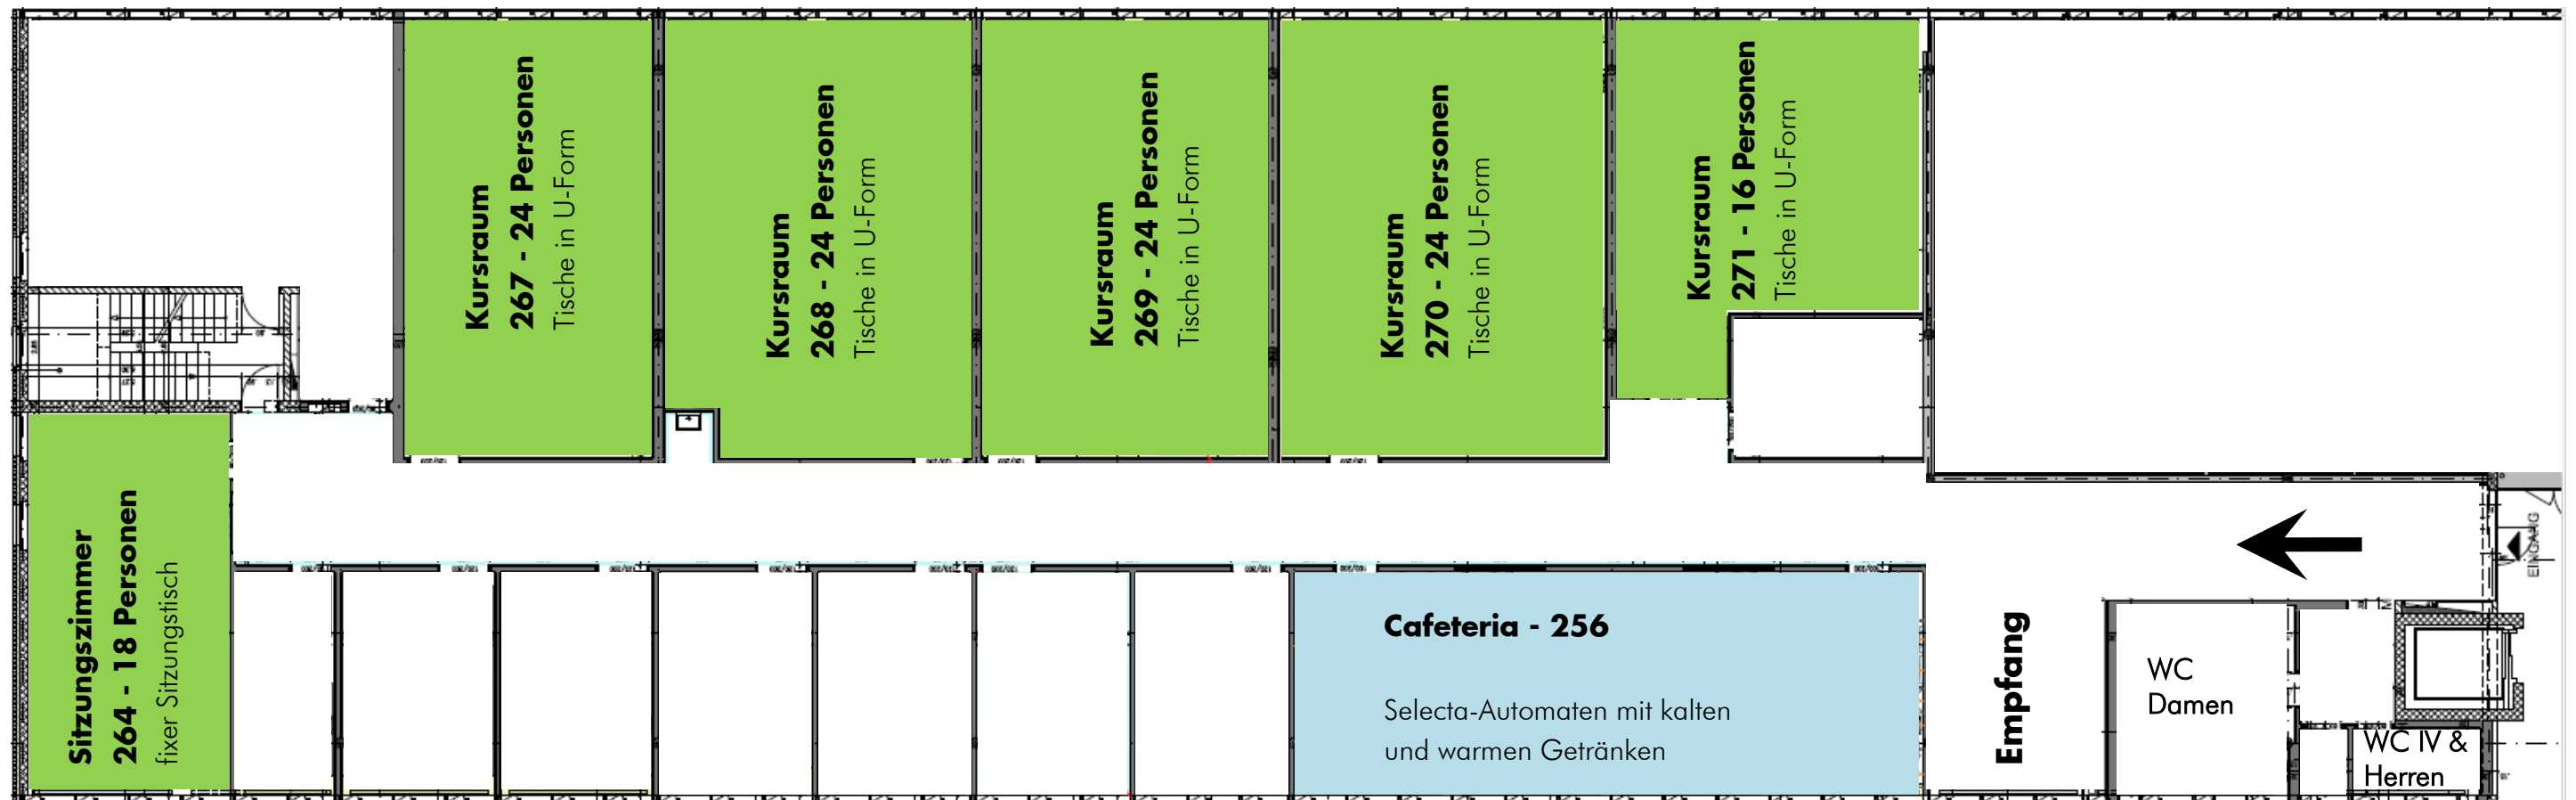 Kursraum
267 - 24 Personen
Tische in U-Form
Kursraum
268 - 24 Personen
Tische in U-Form
Kursraum
269 - 24 Personen
Tische in U-Form
Kursraum
270 - 24 Personen
Tische in U-Form
Kursraum
271 - 16 Personen
Tische in U-Form
Sitzungszimmer
264 - 18 Personen
fixer Sitzungstisch
Cafeteria - 256
Selecta-Automaten mit kalten
und warmen Getränken
Empfang
WC
Damen
WC IV &
Herren
EINGANG